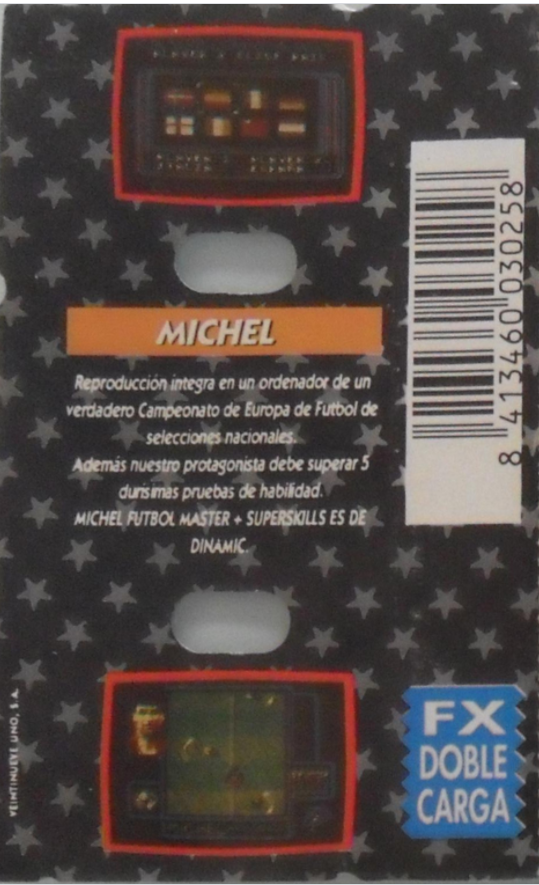 MICHEL
Reproducción integra en un ordenador de un
verdadero Campeonato de Europa de Futbol de
selecciones nacionales.
Además nuestro protagonista debe superar 5
durisimas pruebas de habilidad.
MICHEL FUTBOL MASTER + SUPERSKILLS ES DE
DINAMIC.
8 413460 030258
FX
DOBLE
CARGA
VEINTINUEVE UNO, S.A.